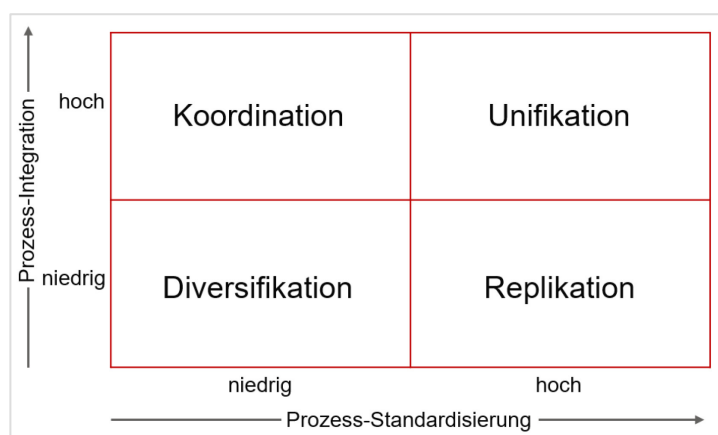 Prozess-Integration
hoch
Koordination
Unifikation
niedrig
Diversifikation
Replikation
niedrig
hoch
Prozess-Standardisierung